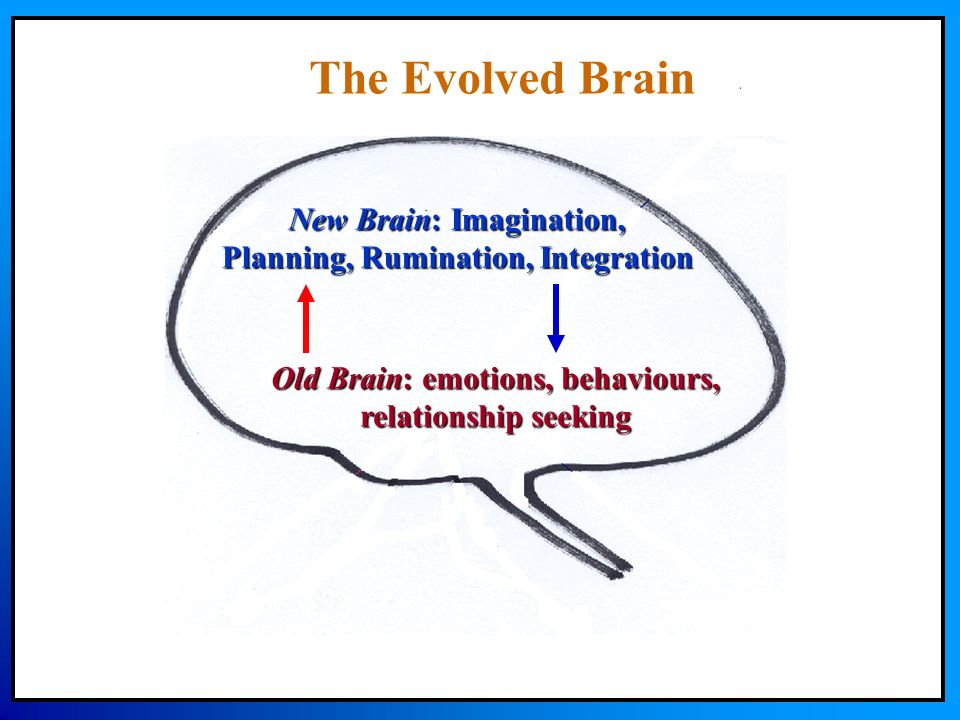 The Evolved Brain
New Brain: Imagination,
Planning, Rumination, Integration
Old Brain: emotions, behaviours,
relationship seeking